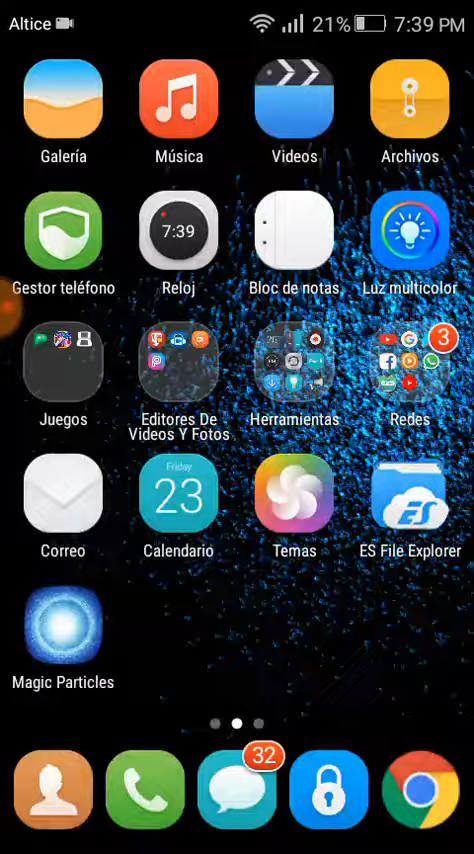 Altice 21% 7:39 PM
Galería Música Videos Archivos
7:39
Gestor teléfono Reloj Bloc de notas Luz multicolor
3
Juegos Editores De Videos Y Fotos Herramientas Redes
Friday
23
Correo Calendario Temas ES File Explorer
ES
Magic Particles
32